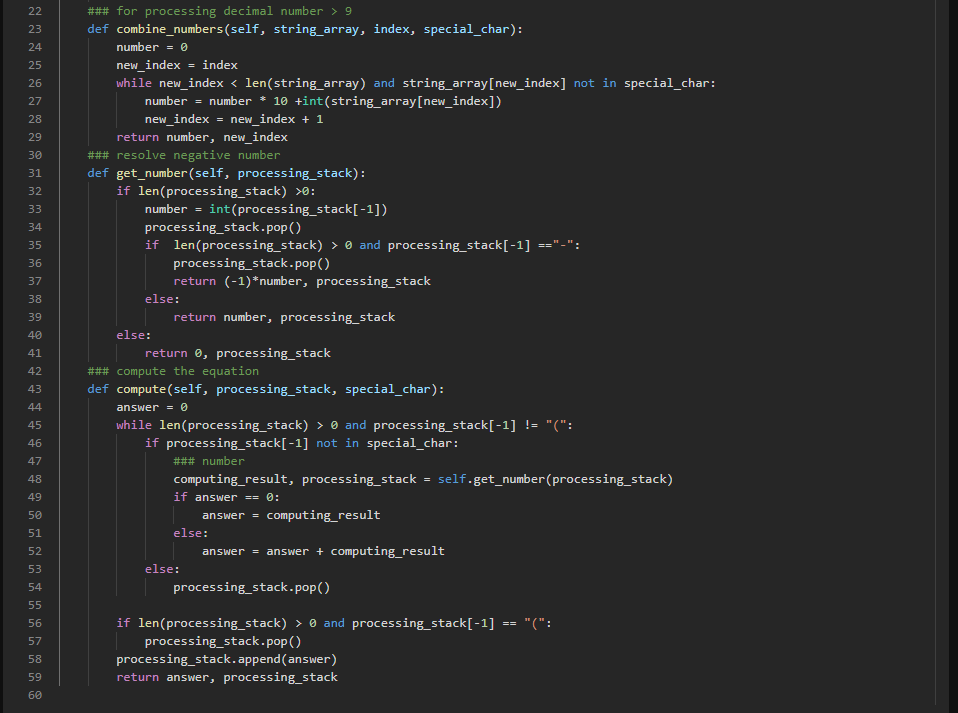 22 ### for processing decimal number > 9
23 def combine_numbers(self, string_array, index, special_char):
24 number = 0
25 new_index = index
26 while new_index < len(string_array) and string_array[new_index] not in special_char:
27 number = number * 10 +int(string_array[new_index])
28 new_index = new_index + 1
29 return number, new_index
30 ### resolve negative number
31 def get_number(self, processing_stack):
32 if len(processing_stack) >0:
33 number = int(processing_stack[-1])
34 processing_stack.pop()
35 if  len(processing_stack) > 0 and processing_stack[-1] =="-":
36 processing_stack.pop()
37 return (-1)*number, processing_stack
38 else:
39 return number, processing_stack
40 else:
41 return 0, processing_stack
42 ### compute the equation
43 def compute(self, processing_stack, special_char):
44 answer = 0
45 while len(processing_stack) > 0 and processing_stack[-1] != "(":
46 if processing_stack[-1] not in special_char:
47 ### number
48 computing_result, processing_stack = self.get_number(processing_stack)
49 if answer == 0:
50 answer = computing_result
51 else:
52 answer = answer + computing_result
53 else:
54 processing_stack.pop()
55
56 if len(processing_stack) > 0 and processing_stack[-1] == "(":
57 processing_stack.pop()
58 processing_stack.append(answer)
59 return answer, processing_stack
60